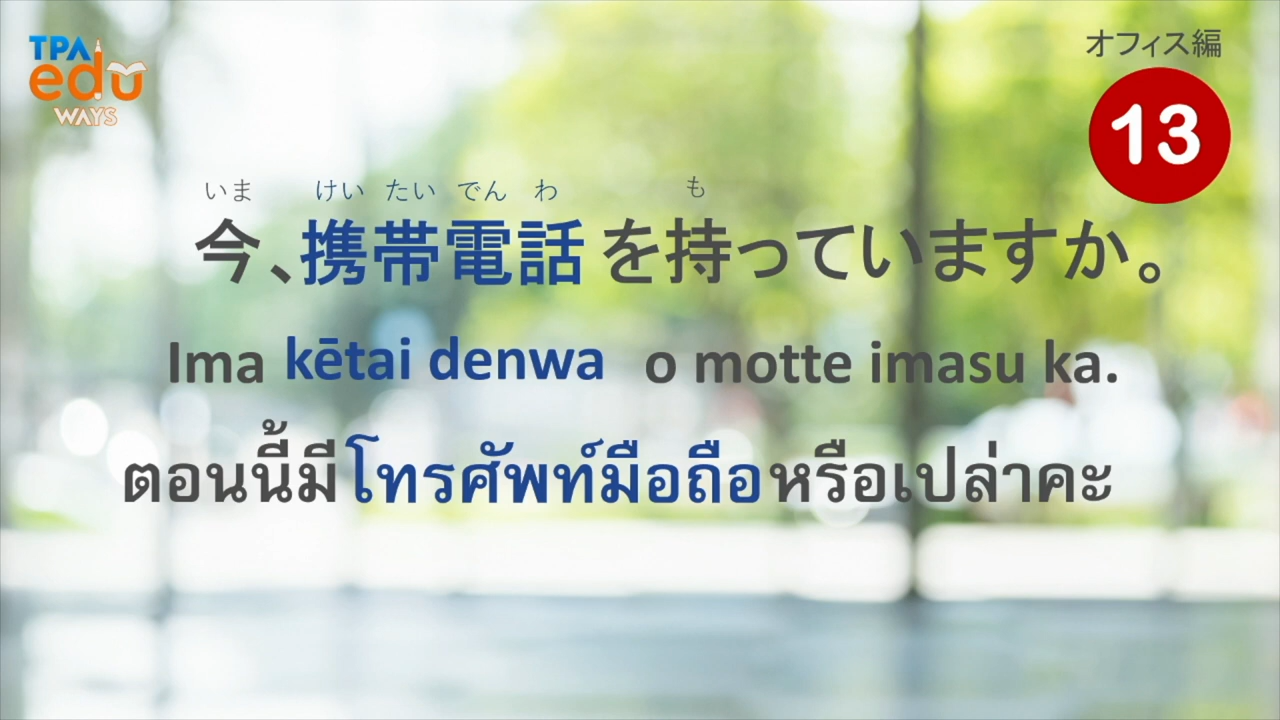 TPA
edu
WAYS
オフィス編
13
いま けい たい でん わ も
今、携帯電話を持っていますか。
Ima kētai denwa o motte imasu ka.
ตอนนี้มีโทรศัพท์มือถือหรือเปล่าคะ